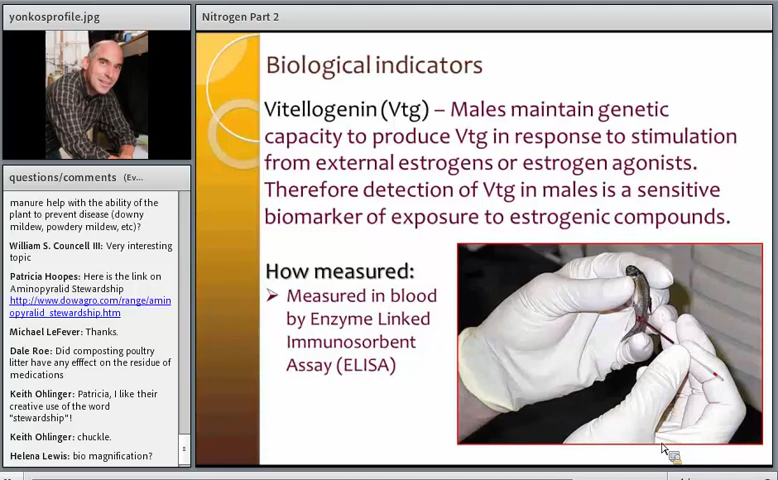 yonkosprofile.jpg
Nitrogen Part 2
questions/comments (Ev...
manure help with the ability of the
plant to prevent disease (downy
mildew, powdery mildew, etc)?
William S. Councell III: Very interesting
topic
Patricia Hoopes: Here is the link on
Aminopyralid Stewardship
http://www.dowagro.com/range/amin
opyralid_stewardship.htm
Michael LeFever: Thanks.
Dale Roe: Did composting poultry
litter have any efffect on the residue of
medications
Keith Ohlinger: Patricia, I like their
creative use of the word
"stewardship"!
Keith Ohlinger: chuckle.
Helena Lewis: bio magnification?
Biological indicators
Vitellogenin (Vtg) – Males maintain genetic
capacity to produce Vtg in response to stimulation
from external estrogens or estrogen agonists.
Therefore detection of Vtg in males is a sensitive
biomarker of exposure to estrogenic compounds.
How measured:
Measured in blood
by Enzyme Linked
Immunosorbent
Assay (ELISA)